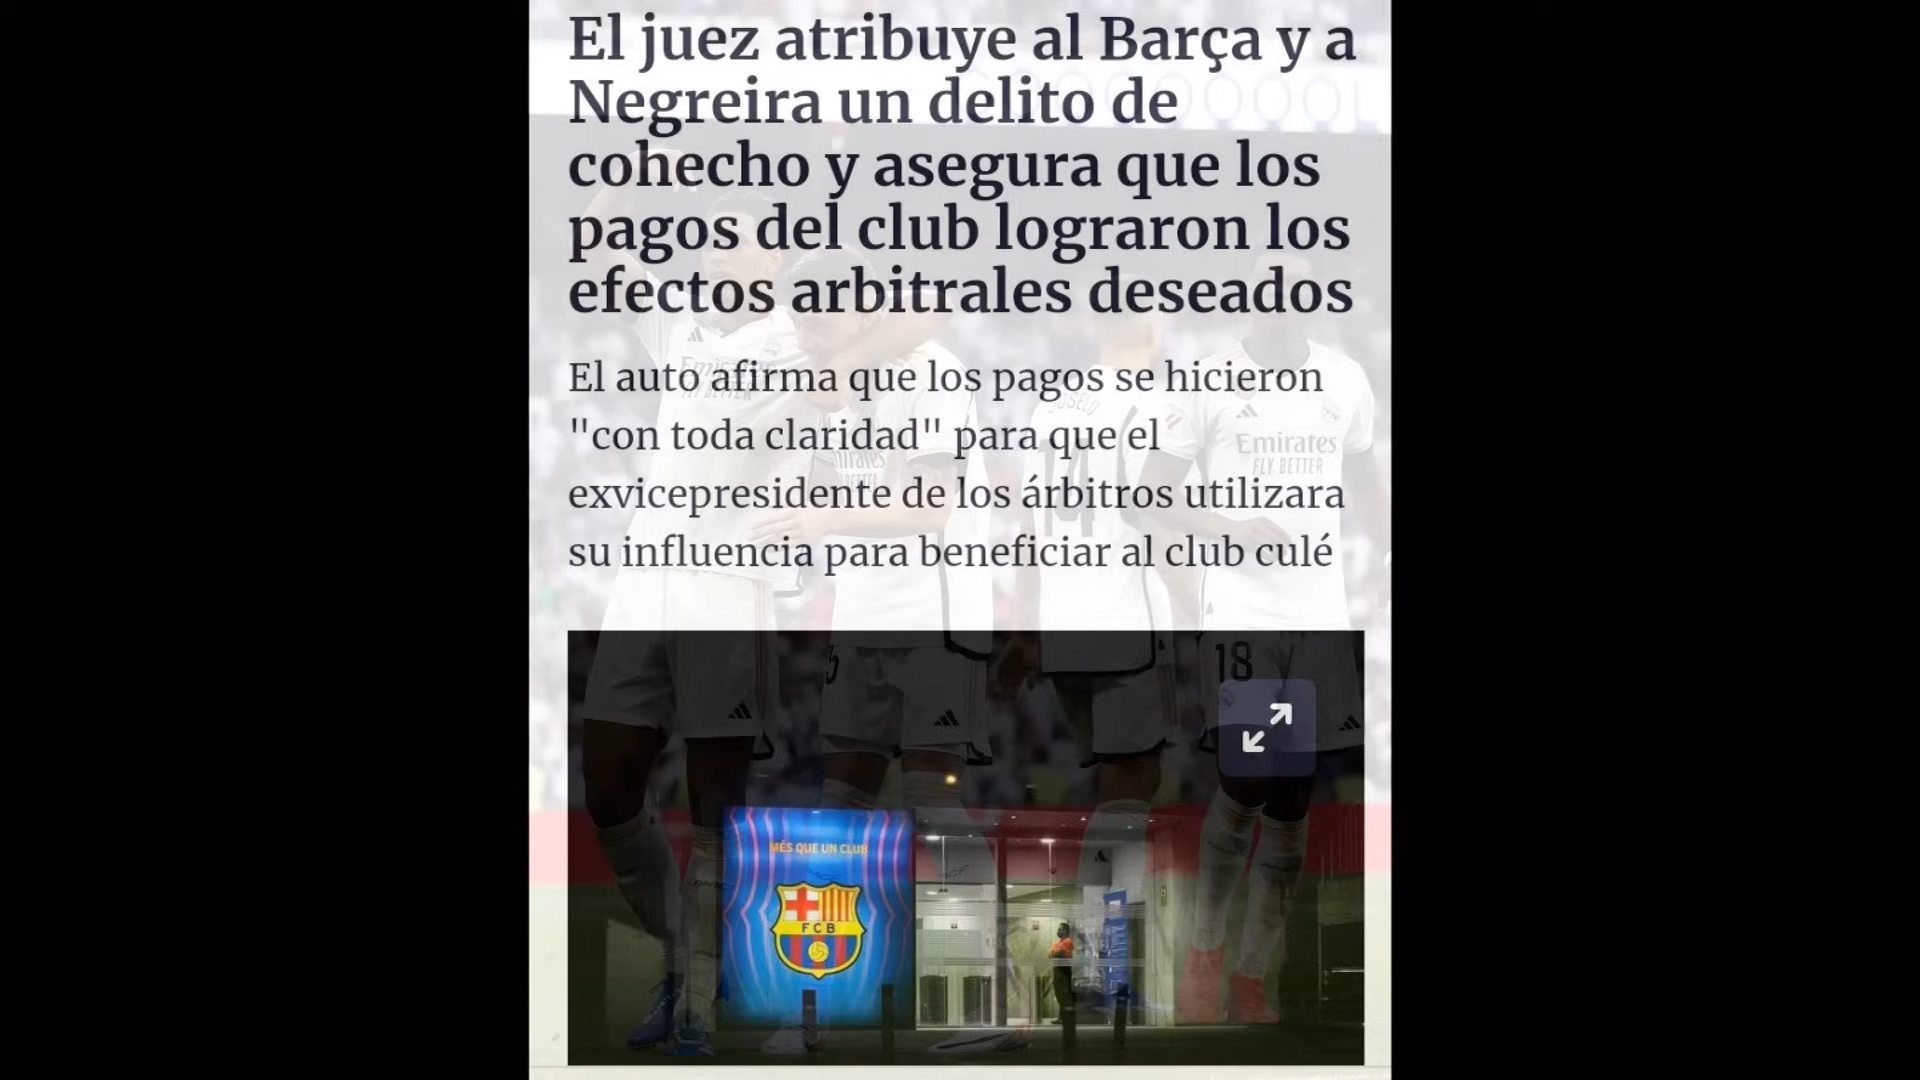 El juez atribuye al Barça y a
Negreira un delito de
cohecho y asegura que los
pagos del club lograron los
efectos arbitrales deseados
El auto afirma que los pagos se hicieron
"con toda claridad" para que el
exvicepresidente de los árbitros utilizara
su influencia para beneficiar al club culé
Emirates
FLY BETTER
14
18
MÉS QUE UN CLUB
FCB